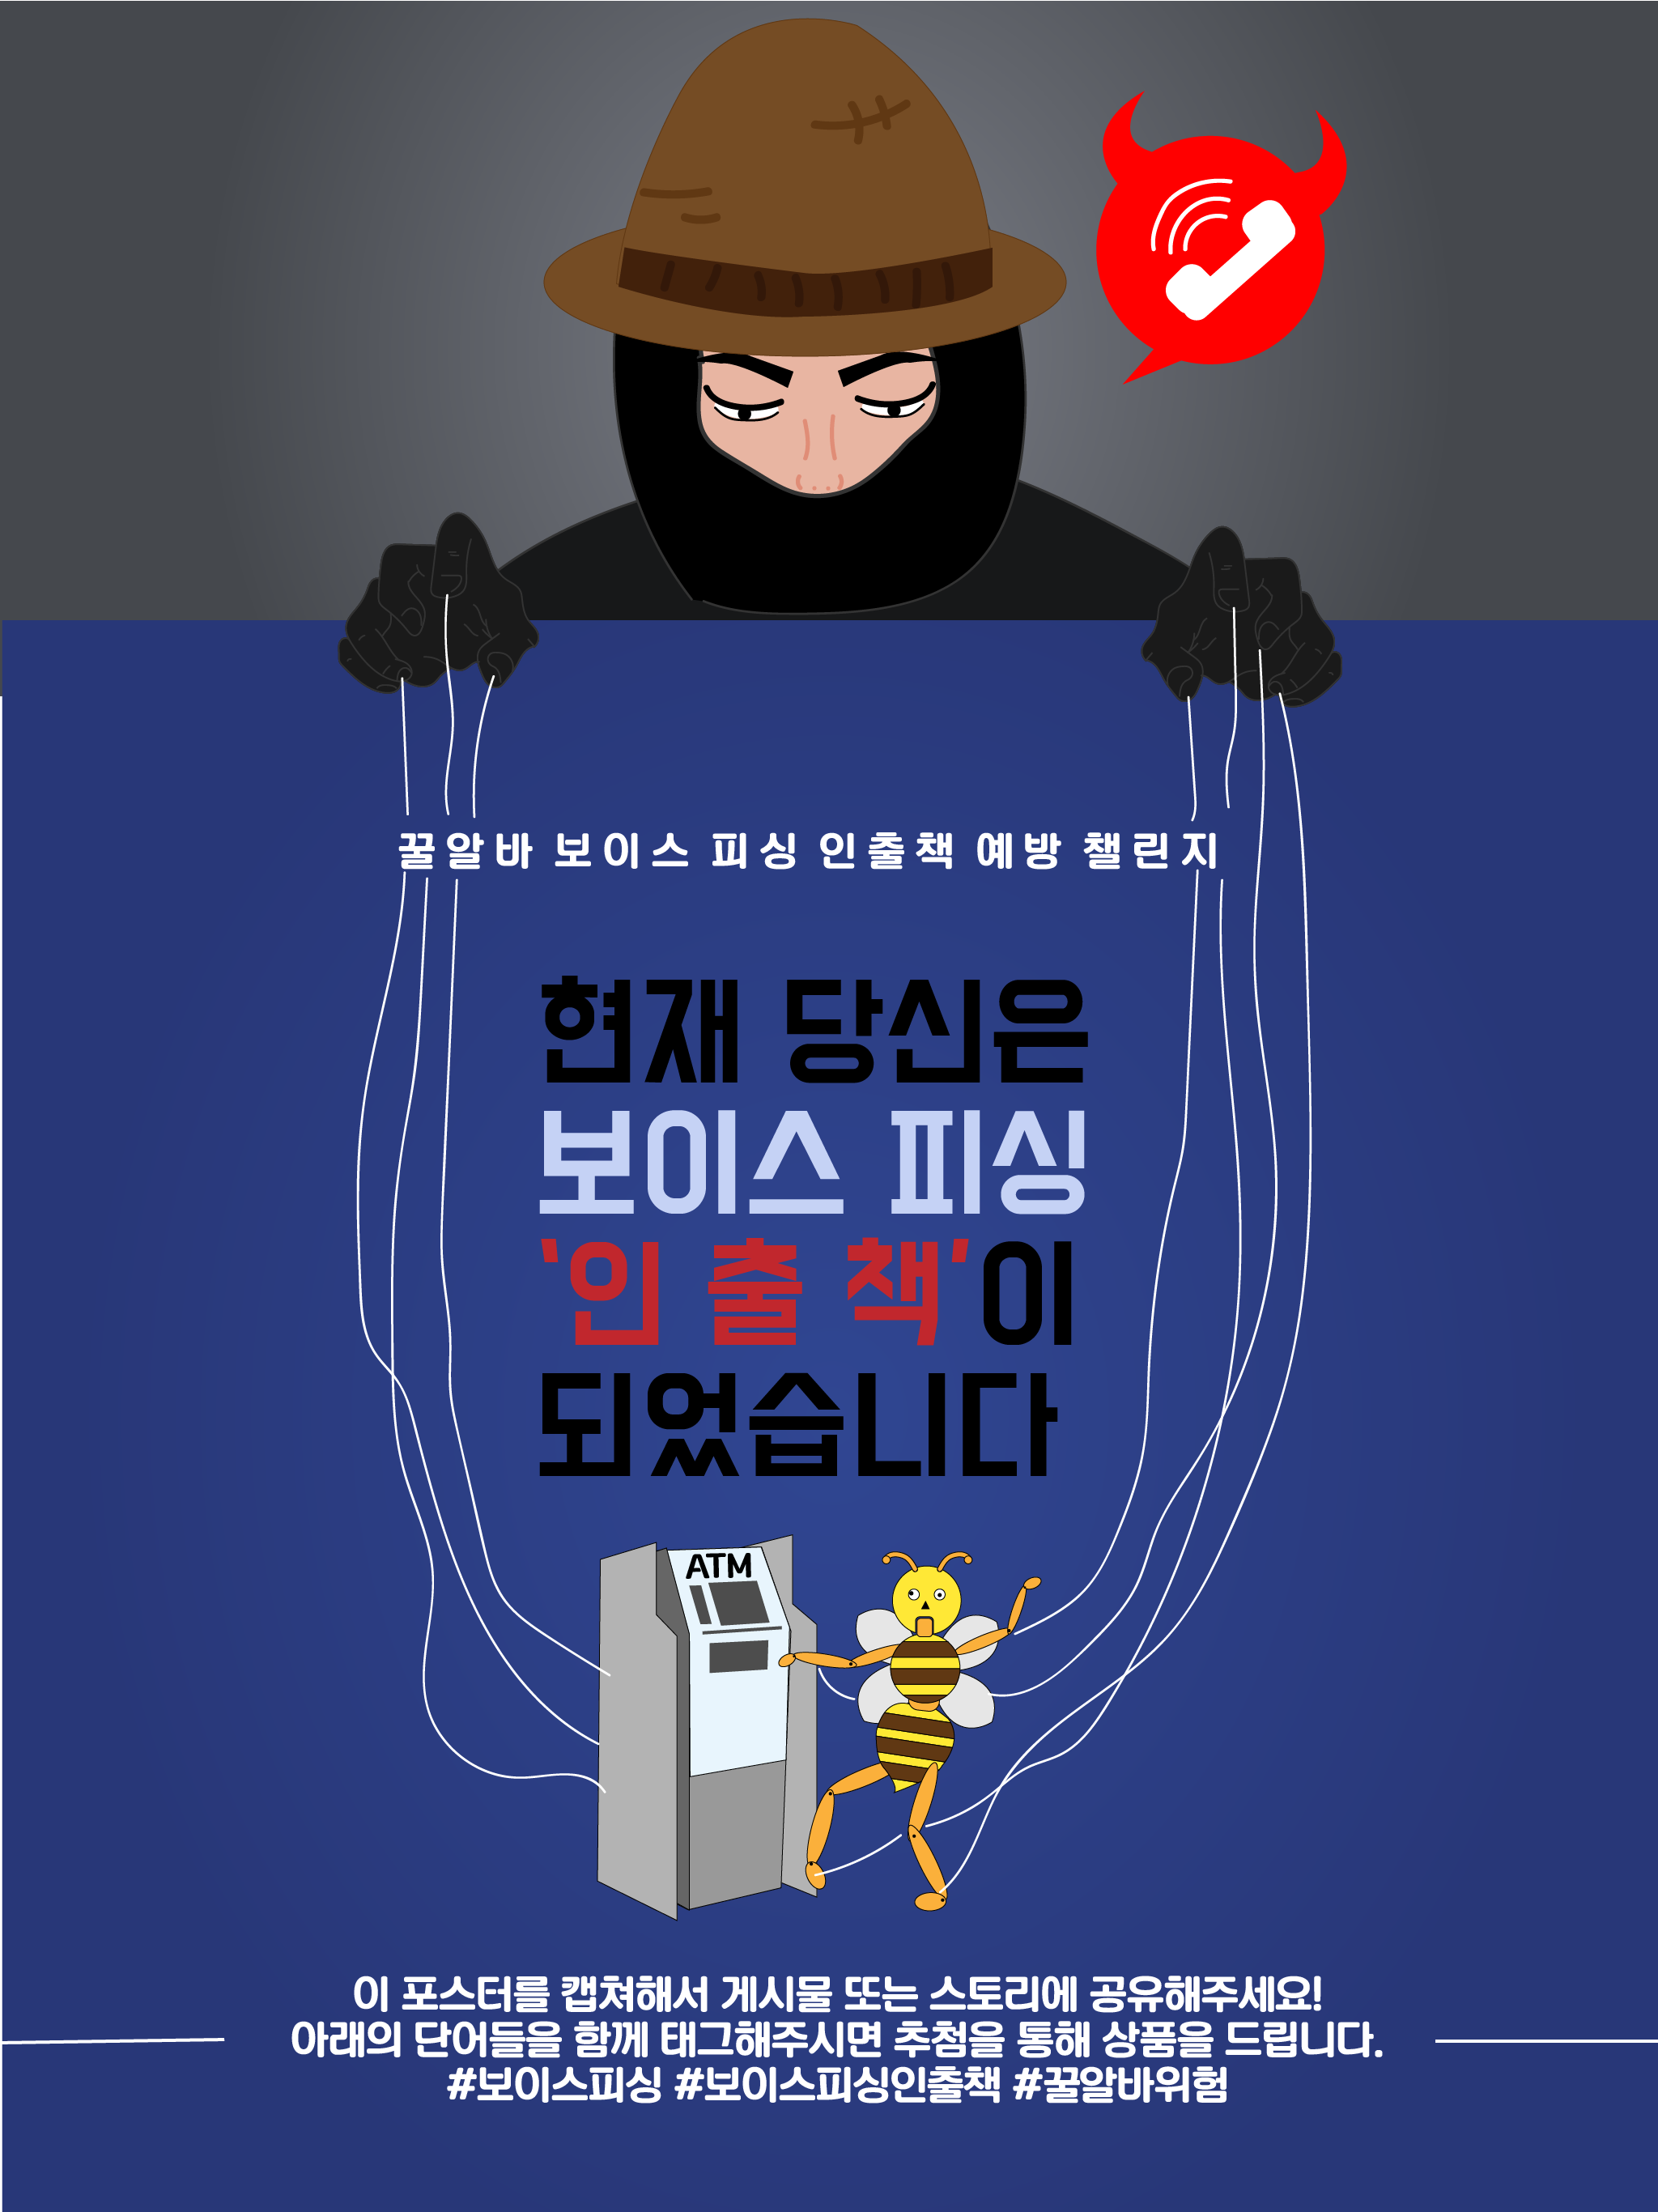 꿀알바 보이스 피싱 인출책 예방 챌린지
현재 당신은
보이스 피싱
'인 출 책'이
되었습니다
ATM
이 포스터를 캡쳐해서 게시물 또는 스토리에 공유해주세요!
아래의 단어들을 함께 태그해주시면 추첨을 통해 상품을 드립니다.
#보이스피싱 #보이스피싱인출책 #꿀알바위험